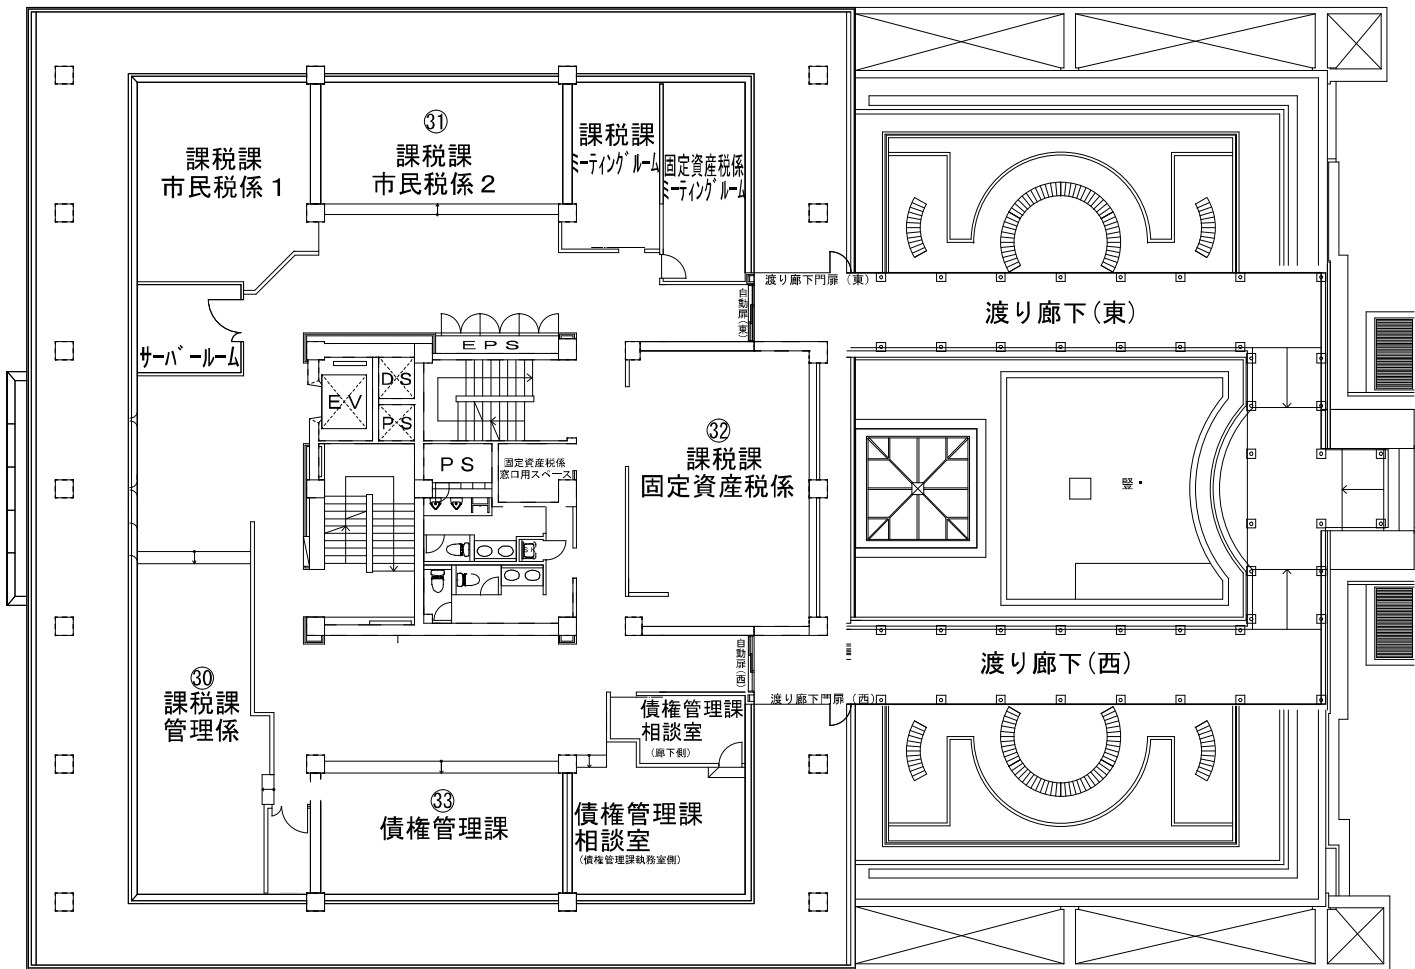 課税課
市民税係１
㉛
課税課
市民税係２
課税課
ミーティングルーム
固定資産税係
ミーティングルーム
渡り廊下門扉（東）
自動扉（東）
渡り廊下（東）
サーバールーム
ＥＰＳ
ＥＶ
ＤＳ
ＰＳ
ＰＳ
固定資産税係
窓口用スペース
㉜
課税課
固定資産税係
竪・
㉚
課税課
管理係
自動扉（西）
渡り廊下（西）
渡り廊下門扉（西）
債権管理課
相談室
（廊下側）
㉝
債権管理課
債権管理課
相談室
（債権管理課執務室側）